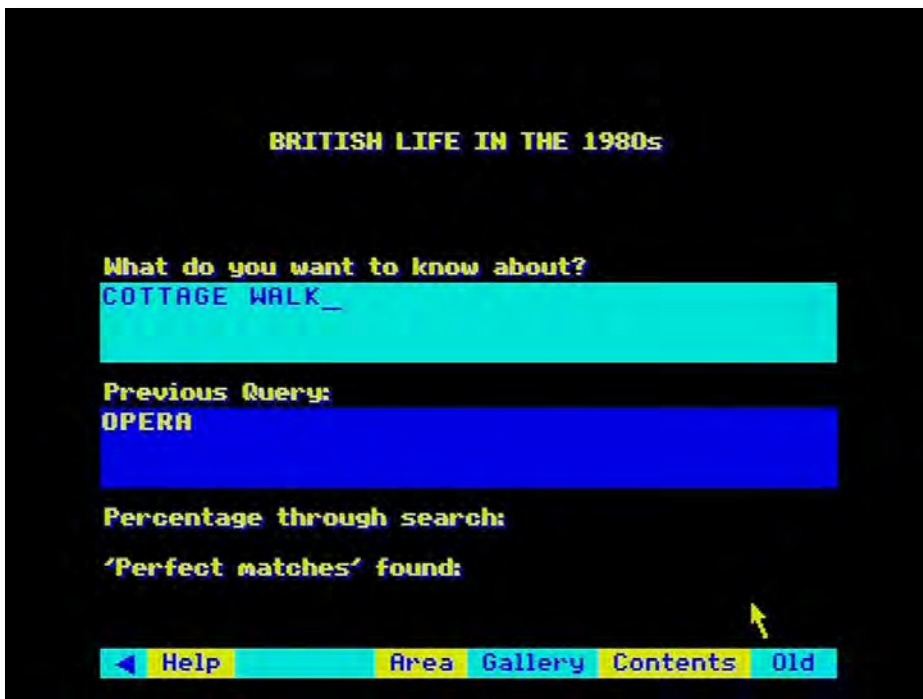 BRITISH LIFE IN THE 1980s
What do you want to know about?
COTTAGE WALK_
Previous Query:
OPERA
Percentage through search:
'Perfect matches' found:
Help Area Gallery Contents Old